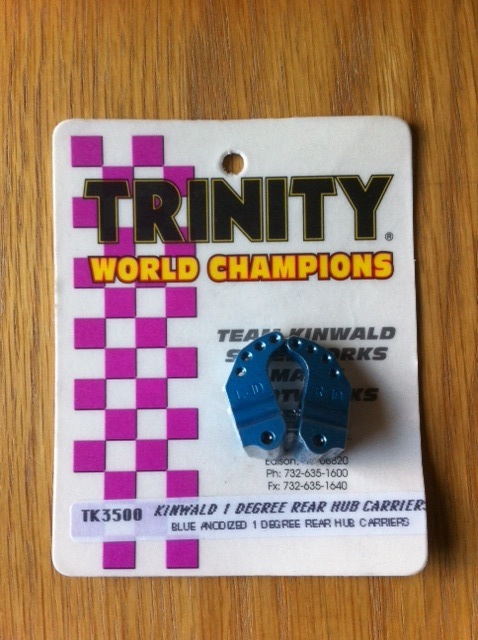 TRINITY®
WORLD CHAMPIONS
TEAM KINWALD
Edison,
Ph: 732-635-1600
Fx: 732-635-1640
TK3500 KINWALD 1 DEGREE REAR HUB CARRIERS
BLUE ANODIZED 1 DEGREE REAR HUB CARRIERS